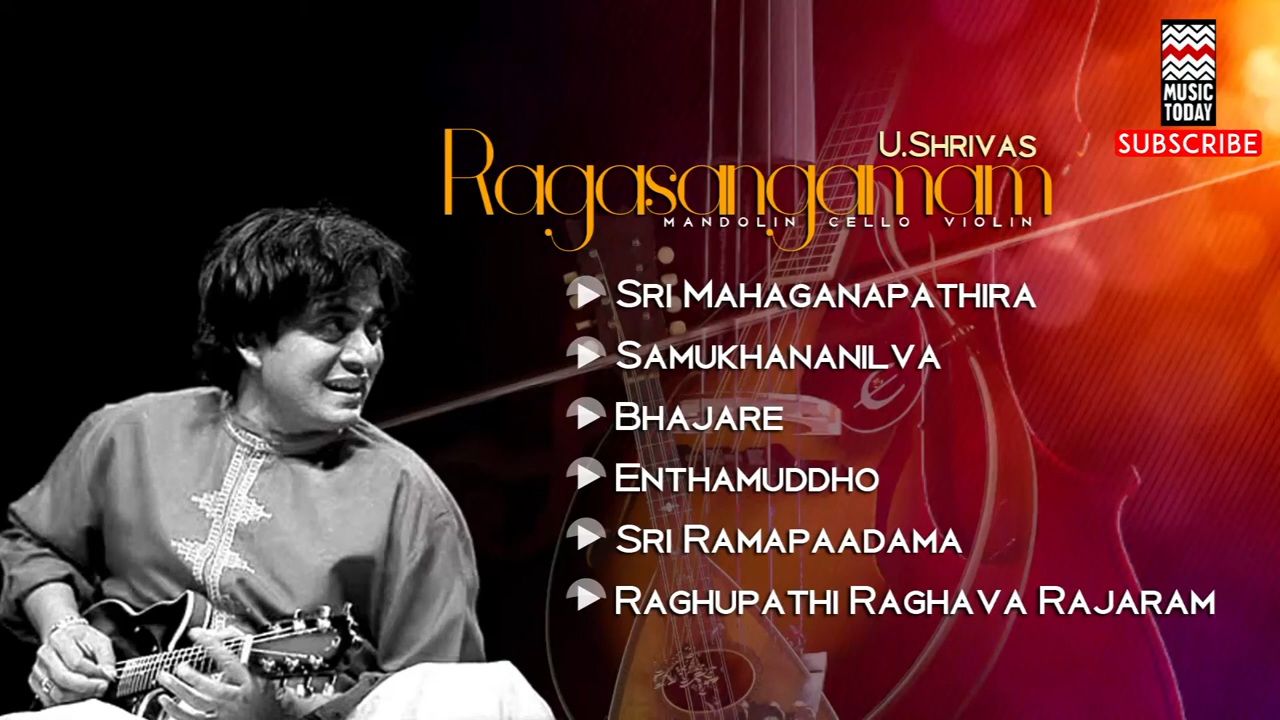 MUSIC
TODAY
SUBSCRIBE
U.SHRIVAS
Ragasangamam
MANDOLIN CELLO VIOLIN
SRI MAHAGANAPATHIRA
SAMUKHANANILVA
BHAJARE
ENTHAMUDDHO
SRI RAMAPAADAMA
RAGHUPATHI RAGHAVA RAJARAM